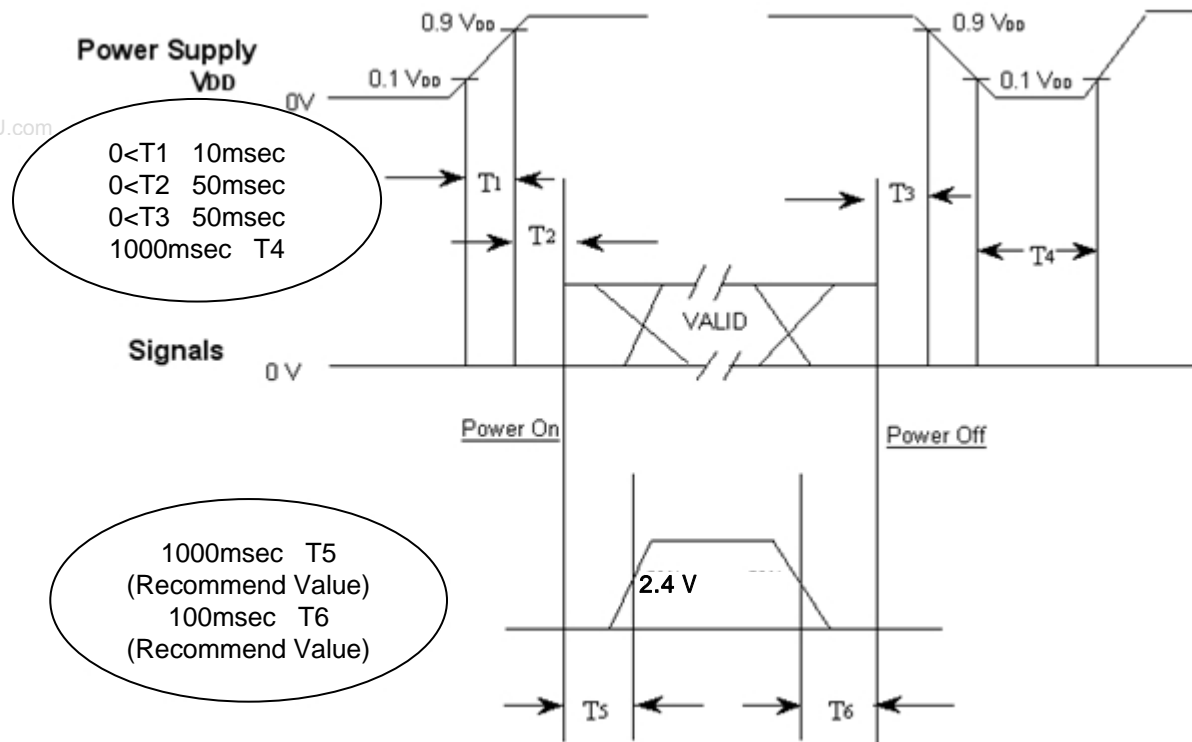 0.9 VDD
0.9 VDD
Power Supply
VDD
0.1 VDD
0.1 VDD
0V
J.com
0<T1 10msec
0<T2 50msec
0<T3 50msec
1000msec T4
T1
T2
T3
T4
VALID
Signals
0 V
Power On
Power Off
1000msec T5
(Recommend Value)
100msec T6
(Recommend Value)
2.4 V
T5
T6